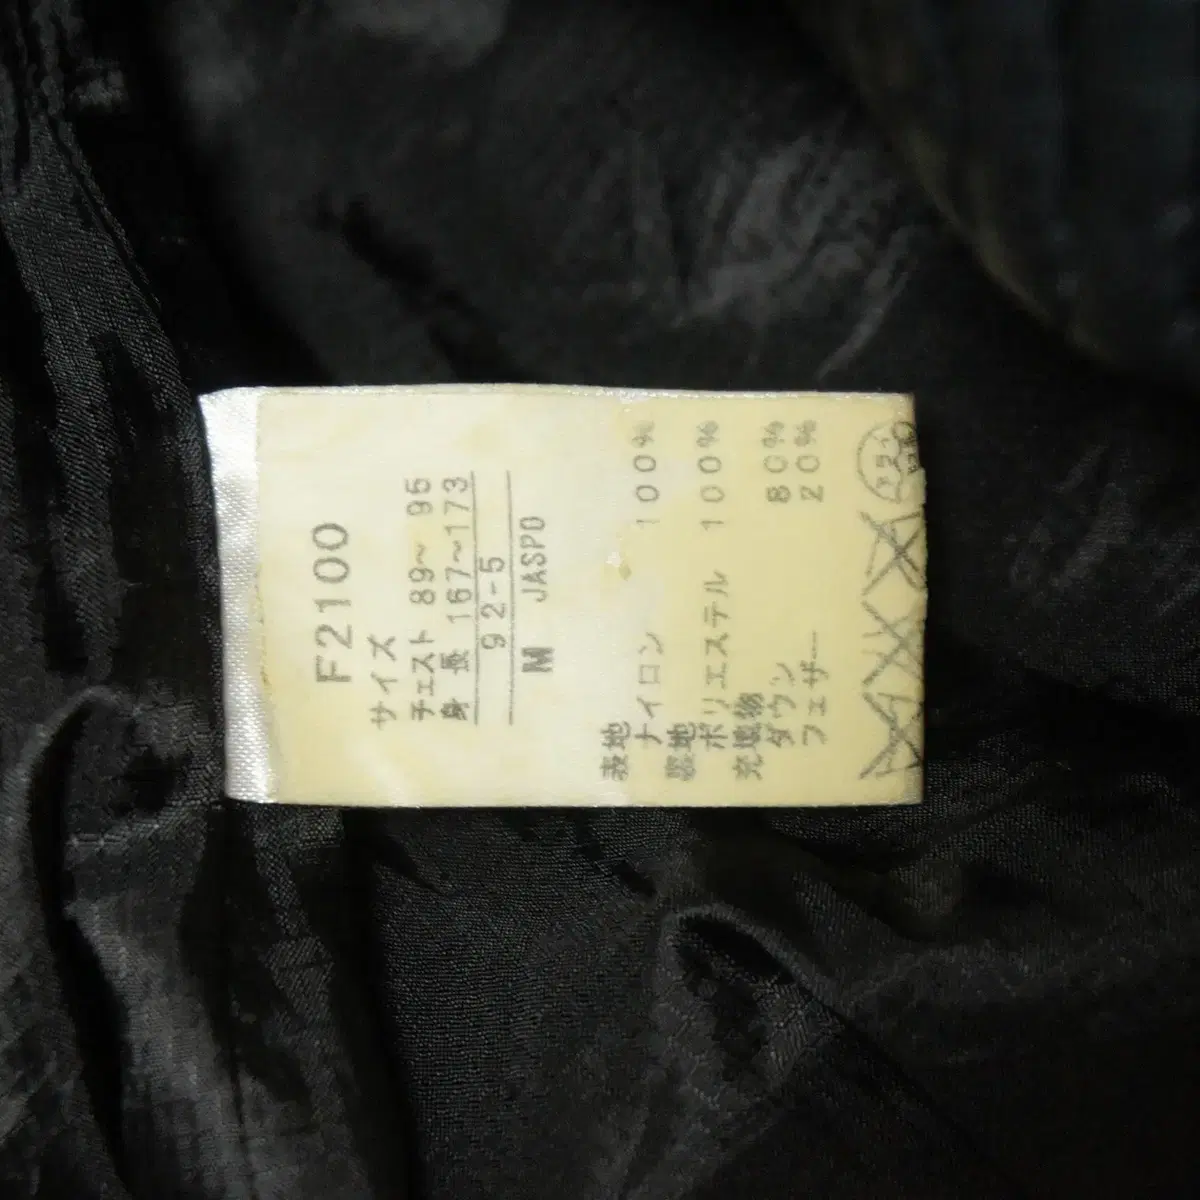 F2100
サイズ
チェスト 89~ 95
身 長 167~173
92-5
M JASPO
表地
ナイロン 100%
裏地
ポリエステル 100%
充填物
ダウン 80%
フェザー 20%